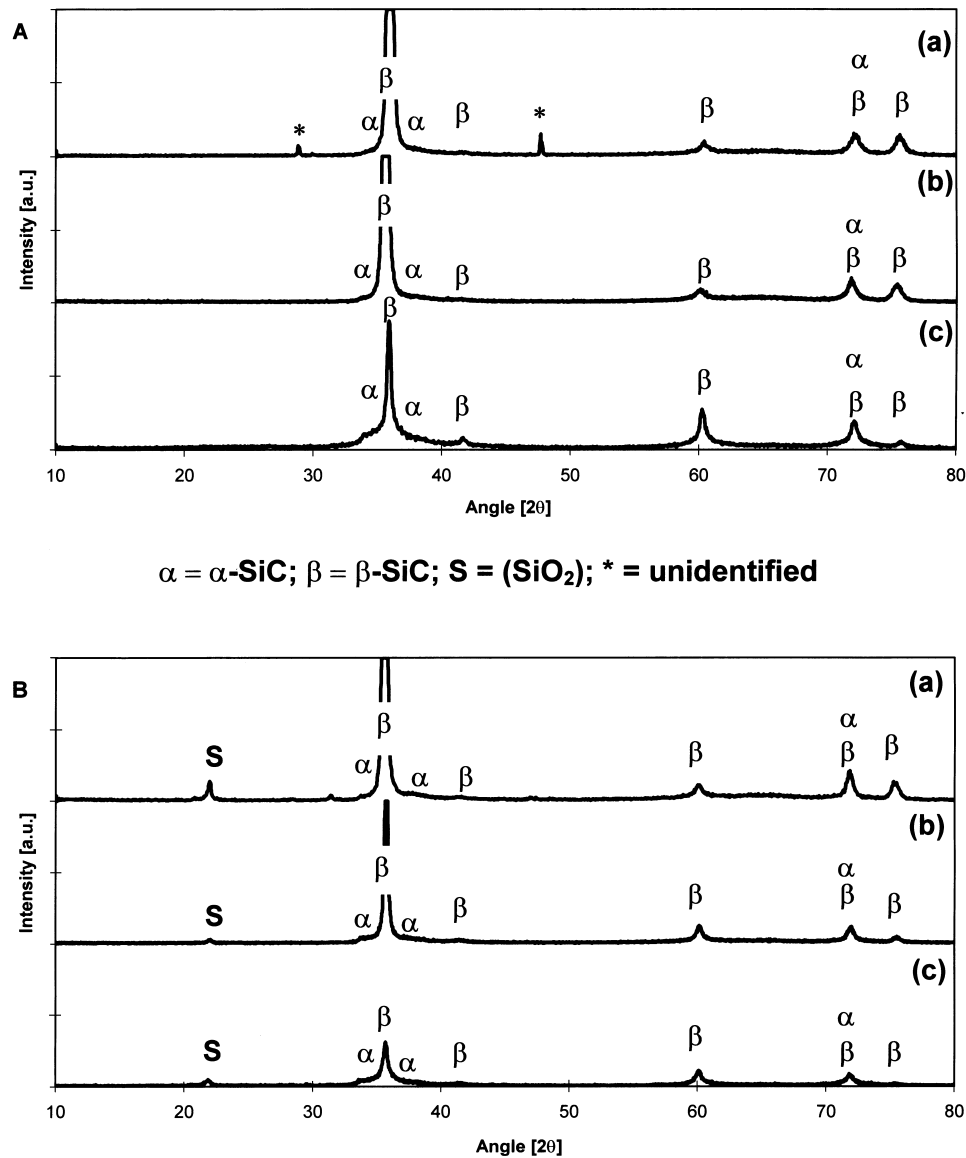 A
(a)
α
* β β β β
α α β *
(b)
β α
α α β β β β
(c)
β α
α α β β β β
Intensity [a.u.]
10 20 30 40 50 60 70 80
Angle [2θ]
α = α-SiC; β = β-SiC; S = (SiO₂); * = unidentified
B
(a)
β α
S α α β β β β
(b)
β α
S α α β β β β
(c)
β α
S α α β β β β
Intensity [a.u.]
10 20 30 40 50 60 70 80
Angle [2θ]